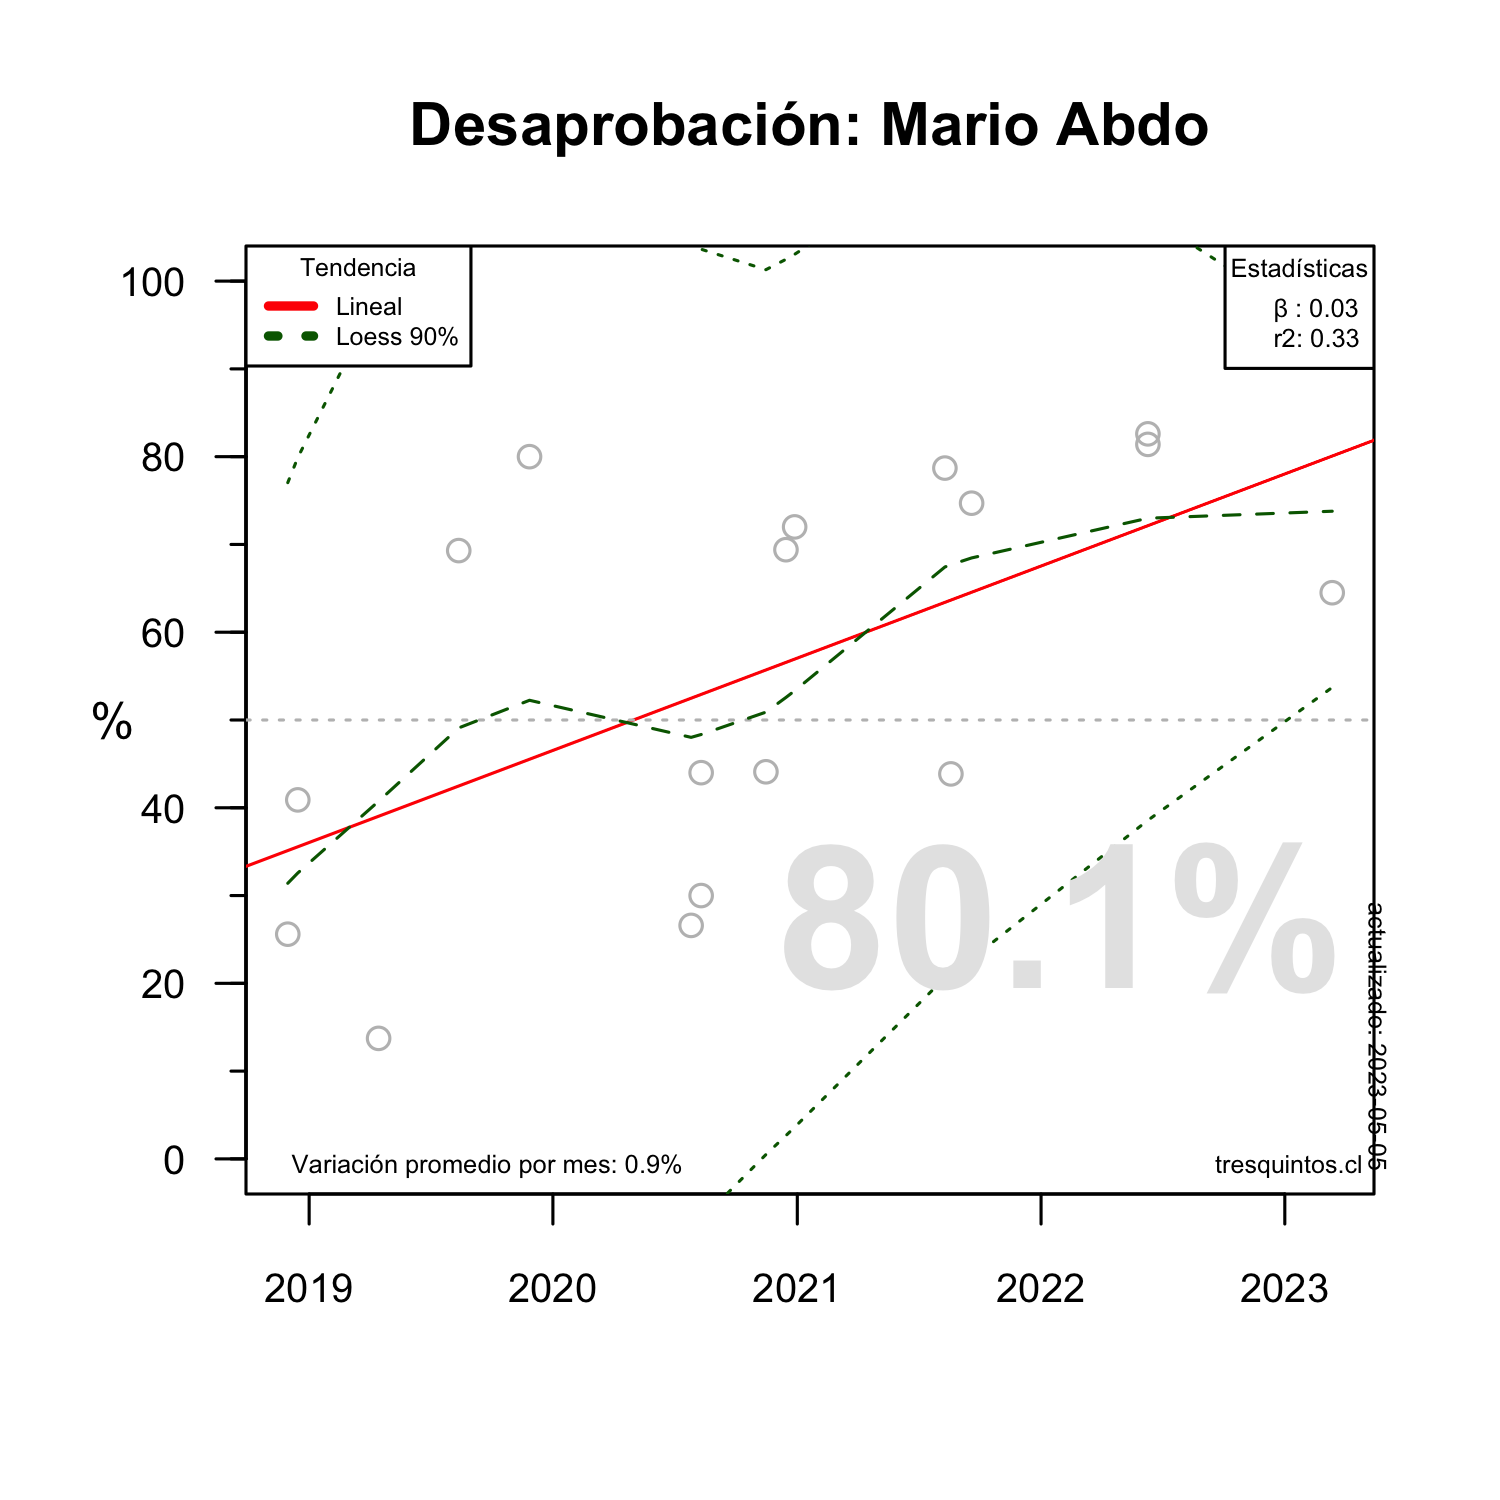 Desaprobación: Mario Abdo
Tendencia
Lineal
Loess 90%
Estadísticas
β : 0.03
r2: 0.33
100
80
60
40
20
0
%
80.1%
actualizado: 2023-05-05
Variación promedio por mes: 0.9%
tresquintos.cl
2019
2020
2021
2022
2023